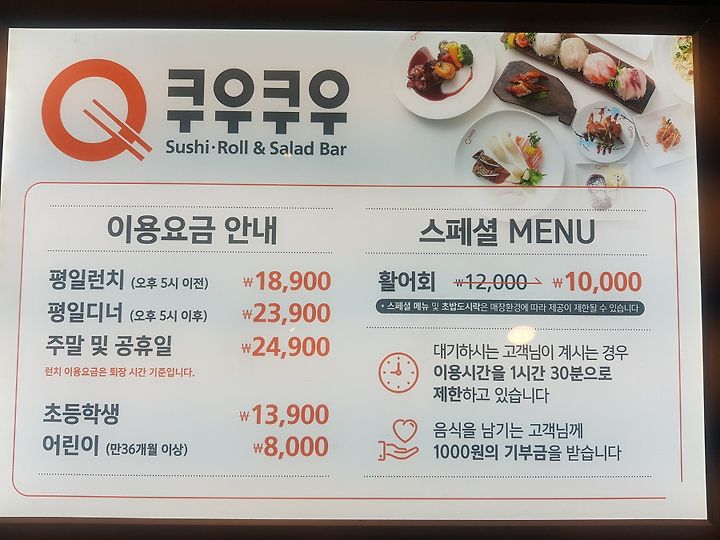 쿠우쿠우
Sushi·Roll & Salad Bar
이용요금 안내
평일런치 (오후 5시 이전) ₩18,900
평일디너 (오후 5시 이후) ₩23,900
주말 및 공휴일 ₩24,900
런치 이용요금은 퇴장 시간 기준입니다.
초등학생 ₩13,900
어린이 (만36개월 이상) ₩8,000
스페셜 MENU
활어회 ₩12,000 → ₩10,000
• 스페셜 메뉴 및 초밥도시락은 매장환경에 따라 제공이 제한될 수 있습니다
대기하시는 고객님이 계시는 경우
이용시간을 1시간 30분으로
제한하고 있습니다
음식을 남기는 고객님께
1000원의 기부금을 받습니다